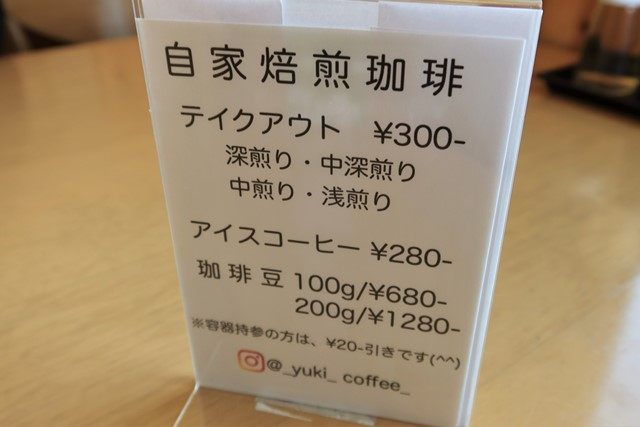 自家焙煎珈琲
テイクアウト ¥300-
深煎り・中深煎り
中煎り・浅煎り
アイスコーヒー ¥280-
珈琲豆 100g/¥680-
200g/¥1280-
※容器持参の方は、¥20-引きです(^^)
@_yuki_ coffee_